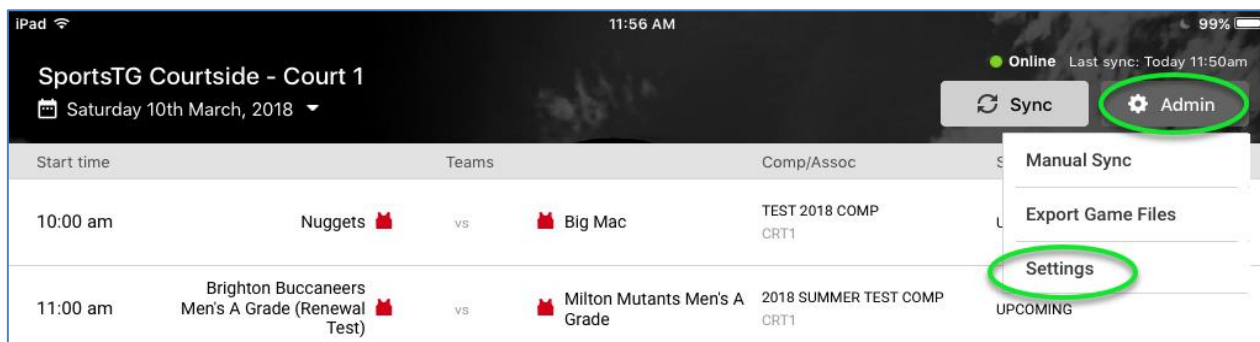 iPad 11:56 AM 99%
SportsTG Courtside - Court 1
Online Last sync: Today 11:50am
Saturday 10th March, 2018
Sync
Admin
Start time Teams Comp/Assoc
Manual Sync
Export Game Files
Settings
10:00 am Nuggets vs Big Mac TEST 2018 COMP
CRT1
11:00 am
Brighton Buccaneers
Men's A Grade (Renewal
Test)
vs
Milton Mutants Men's A
Grade
2018 SUMMER TEST COMP
CRT1
UPCOMING